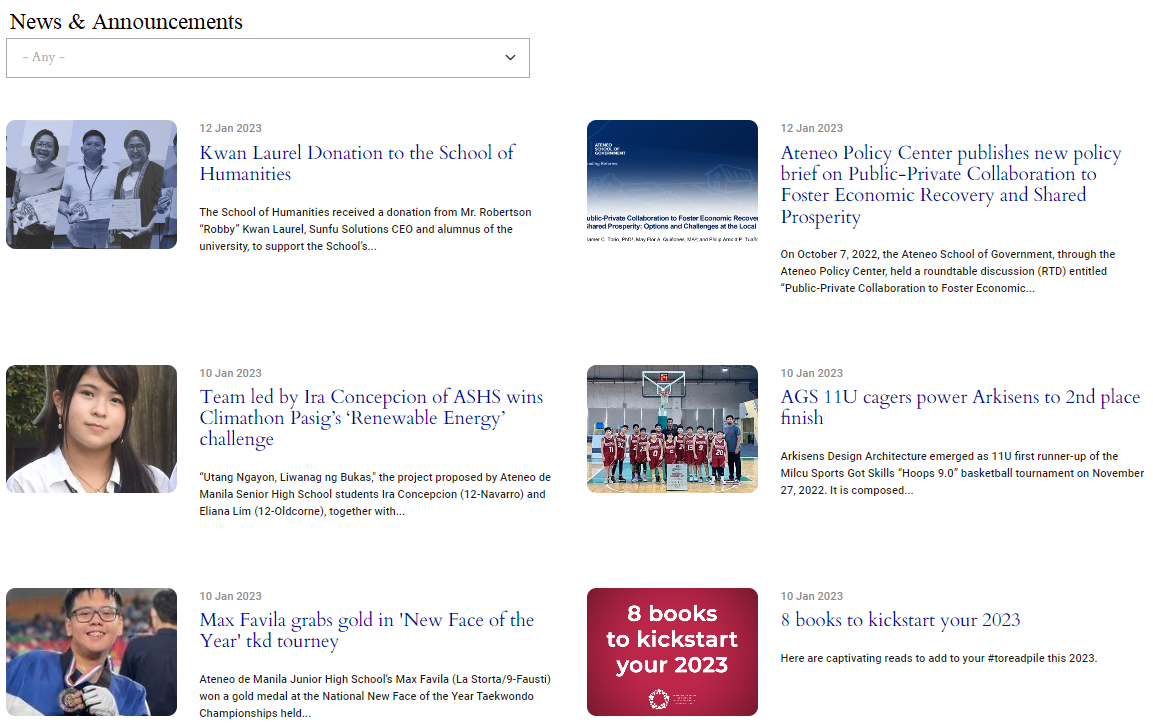 News & Announcements
- Any -
12 Jan 2023
Kwan Laurel Donation to the School of
Humanities
The School of Humanities received a donation from Mr. Robertson
“Robby” Kwan Laurel, Sunfu Solutions CEO and alumnus of the
university, to support the School’s...
ATENEO
SCHOOL OF
GOVERNMENT
ading Reforms
ublic-Private Collaboration to Foster Economic Recover
hared Prosperity: Options and Challenges at the Local
12 Jan 2023
Ateneo Policy Center publishes new policy
brief on Public-Private Collaboration to
Foster Economic Recovery and Shared
Prosperity
On October 7, 2022, the Ateneo School of Government, through the
Ateneo Policy Center, held a roundtable discussion (RTD) entitled
“Public-Private Collaboration to Foster Economic...
10 Jan 2023
Team led by Ira Concepcion of ASHS wins
Climathon Pasig’s ‘Renewable Energy’
challenge
“Utang Ngayon, Liwanag ng Bukas," the project proposed by Ateneo de
Manila Senior High School students Ira Concepcion (12-Navarro) and
Eliana Lim (12-Oldcorne), together with...
10 Jan 2023
AGS 11U cagers power Arkisens to 2nd place
finish
Arkisens Design Architecture emerged as 11U first runner-up of the
Milcu Sports Got Skills “Hoops 9.0” basketball tournament on November
27, 2022. It is composed...
10 Jan 2023
Max Favila grabs gold in 'New Face of the
Year' tkd tourney
Ateneo de Manila Junior High School’s Max Favila (La Storta/9-Fausti)
won a gold medal at the National New Face of the Year Taekwondo
Championships held...
8 books
to kickstart
your 2023
10 Jan 2023
8 books to kickstart your 2023
Here are captivating reads to add to your #toreadpile this 2023.